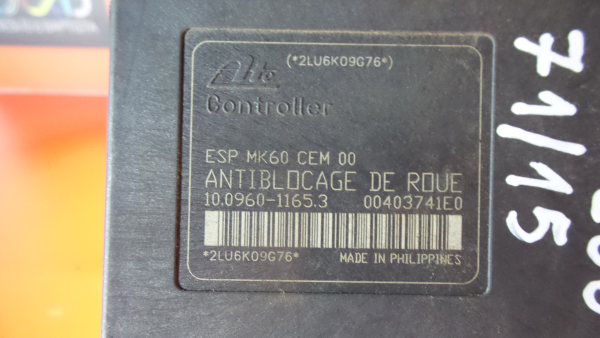 (*2LU6K09G76*)
Ate
Controller
ESP MK60 CEM 00
ANTIBLOCAGE DE ROUE
10.0960-1165.3 00403741E0
*2LU6K09G76* MADE IN PHILIPPINES
71/15